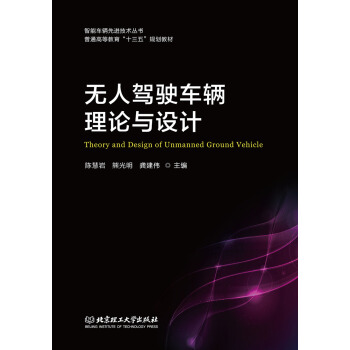 智能车辆先进技术丛书
普通高等教育“十三五”规划教材
无人驾驶车辆
理论与设计
Theory and Design of Unmanned Ground Vehicle
陈慧岩 熊光明 龚建伟 ◎ 主编
北京理工大学出版社
BEIJING INSTITUTE OF TECHNOLOGY PRESS